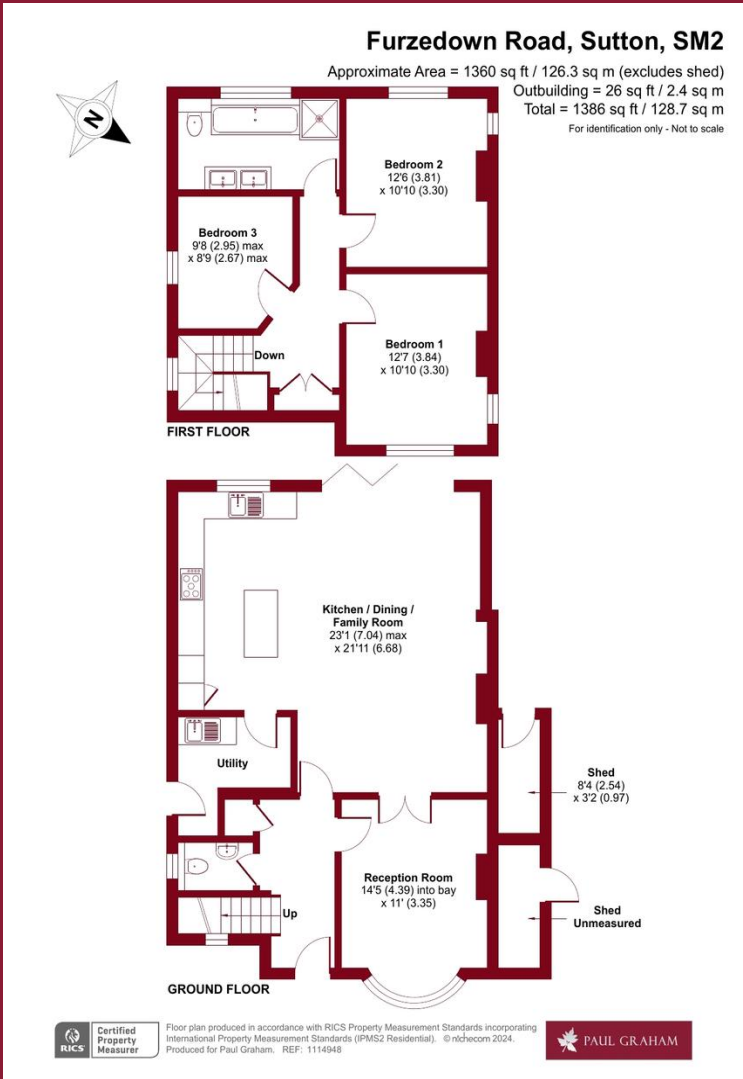 Furzedown Road, Sutton, SM2
Approximate Area = 1360 sq ft / 126.3 sq m (excludes shed)
Outbuilding = 26 sq ft / 2.4 sq m
Total = 1386 sq ft / 128.7 sq m
For identification only - Not to scale
N
Bedroom 2
12'6 (3.81)
x 10'10 (3.30)
Bedroom 3
9'8 (2.95) max
x 8'9 (2.67) max
Bedroom 1
12'7 (3.84)
x 10'10 (3.30)
Down
FIRST FLOOR
Kitchen / Dining /
Family Room
23'1 (7.04) max
x 21'11 (6.68)
Utility
Shed
8'4 (2.54)
x 3'2 (0.97)
Reception Room
14'5 (4.39) into bay
x 11' (3.35)
Shed
Unmeasured
Up
GROUND FLOOR
RICS
Certified
Property
Measurer
Floor plan produced in accordance with RICS Property Measurement Standards incorporating
International Property Measurement Standards (IPMS2 Residential). © nichecom 2024.
Produced for Paul Graham. REF: 1114948
PAUL GRAHAM